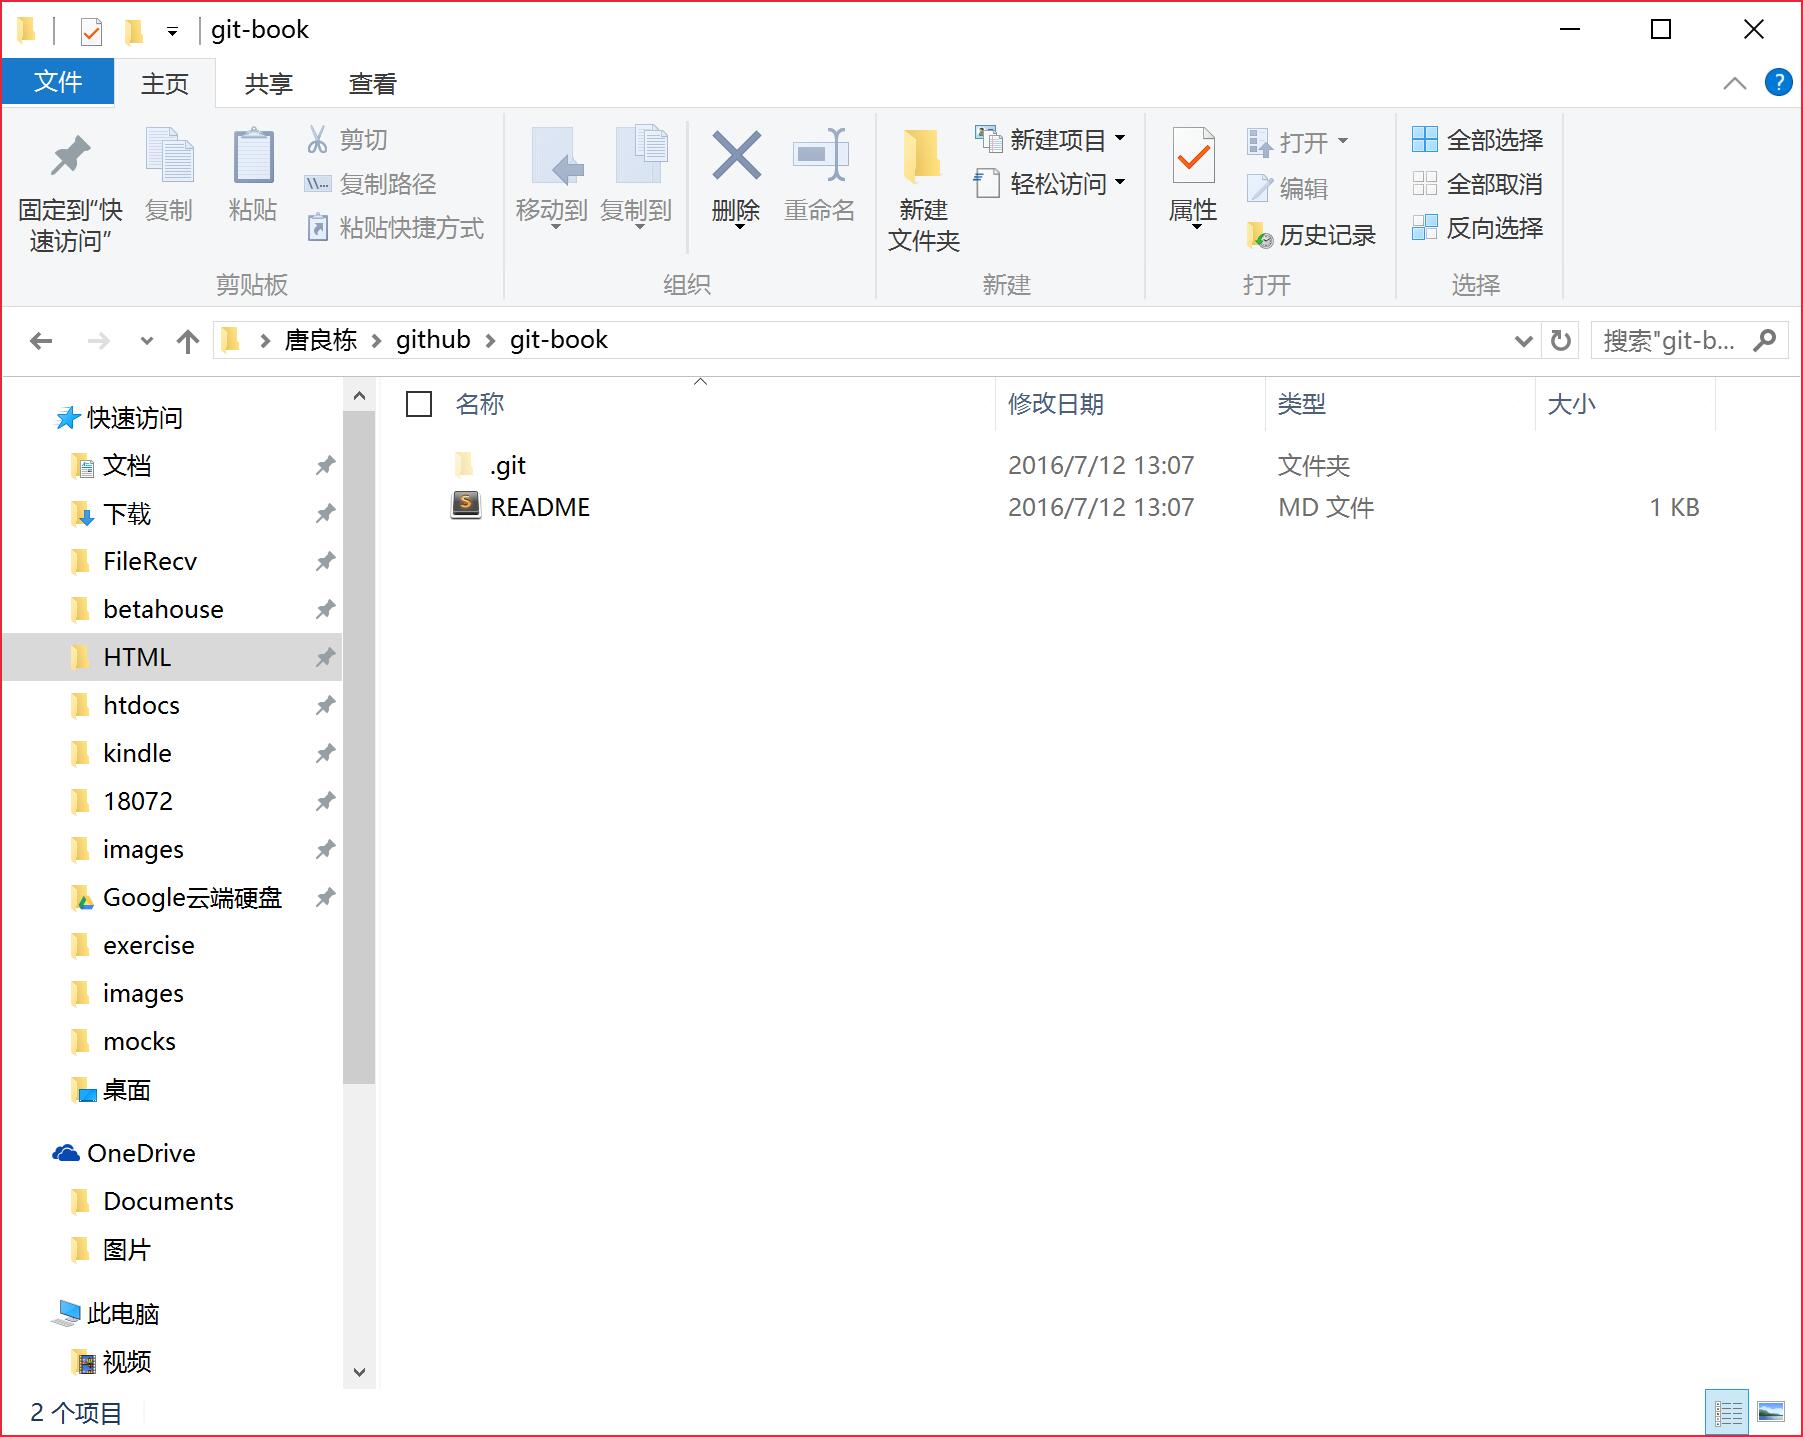 git-book
文件
主页
共享
查看
?
固定到“快
速访问”
复制
粘贴
剪切
复制路径
粘贴快捷方式
剪贴板
移动到
复制到
删除
重命名
组织
新建
文件夹
新建项目
轻松访问
新建
属性
打开
编辑
历史记录
打开
全部选择
全部取消
反向选择
选择
唐良栋
github
git-book
搜索"git-b...
快速访问
文档
下载
FileRecv
betahouse
HTML
htdocs
kindle
18072
images
Google云端硬盘
exercise
images
mocks
桌面
OneDrive
Documents
图片
此电脑
视频
名称
修改日期
类型
大小
.git
2016/7/12 13:07
文件夹
README
2016/7/12 13:07
MD 文件
1 KB
2 个项目